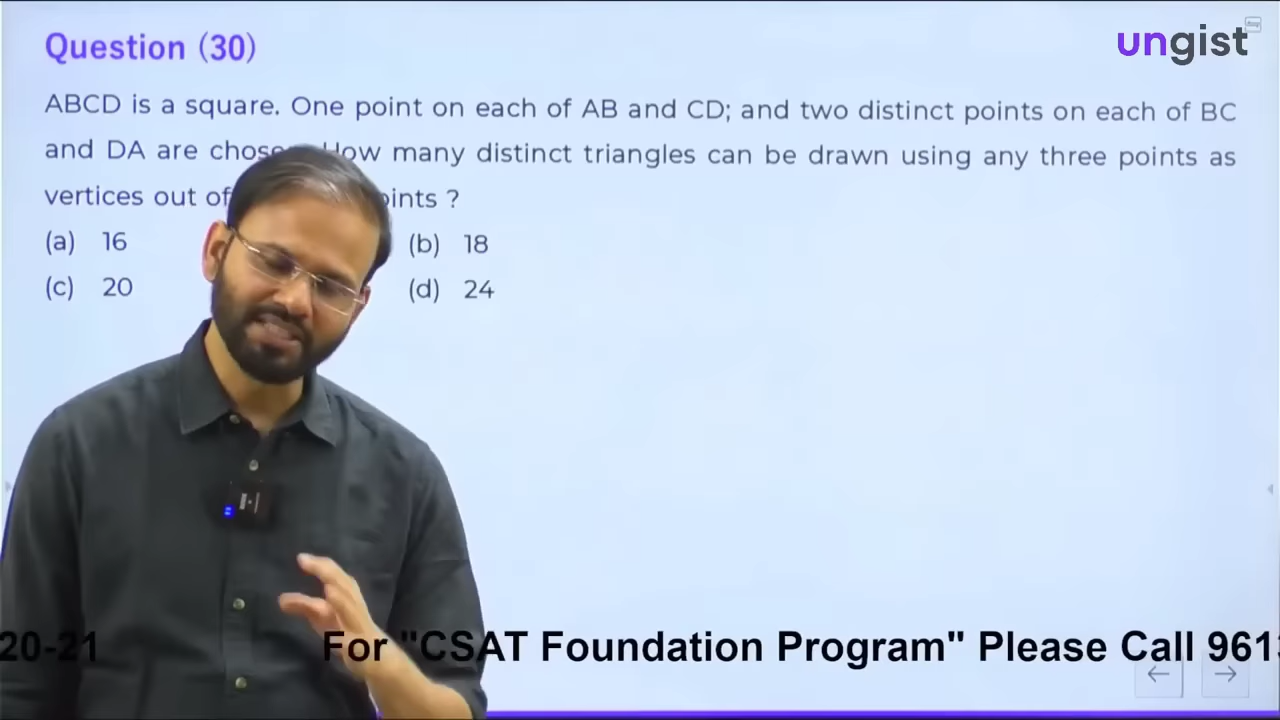 Question (30)
ungist
ABCD is a square. One point on each of AB and CD; and two distinct points on each of BC
and DA are How many distinct triangles can be drawn using any three points as
vertices out of ?
(a) 16
(b) 18
(c) 20
(d) 24
20-21 For "CSAT Foundation Program" Please Call 961